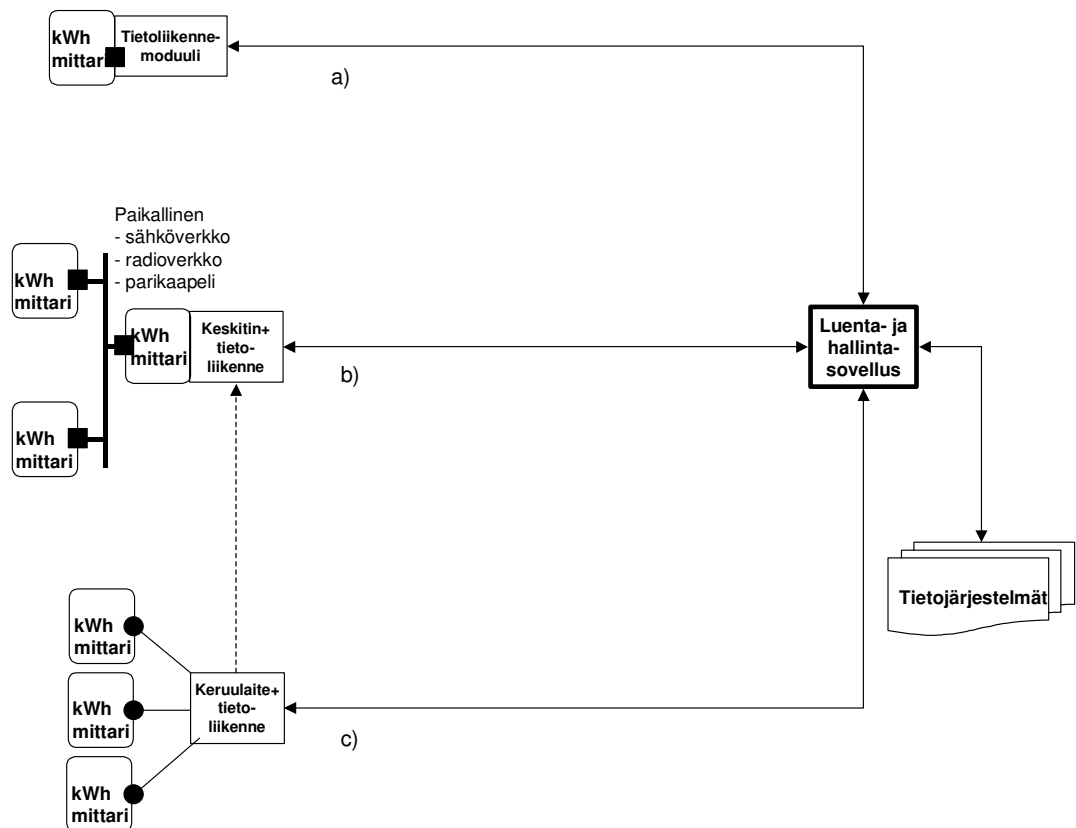 kWh
mittari
Tietoliikenne-
moduuli
a)
Paikallinen
- sähköverkko
- radioverkko
- parikaapeli
kWh
mittari
kWh
mittari
Keskitin+
tieto-
liikenne
b)
Luenta- ja
hallinta-
sovellus
kWh
mittari
Tietojärjestelmät
kWh
mittari
kWh
mittari
Keruulaite+
tieto-
liikenne
c)
kWh
mittari